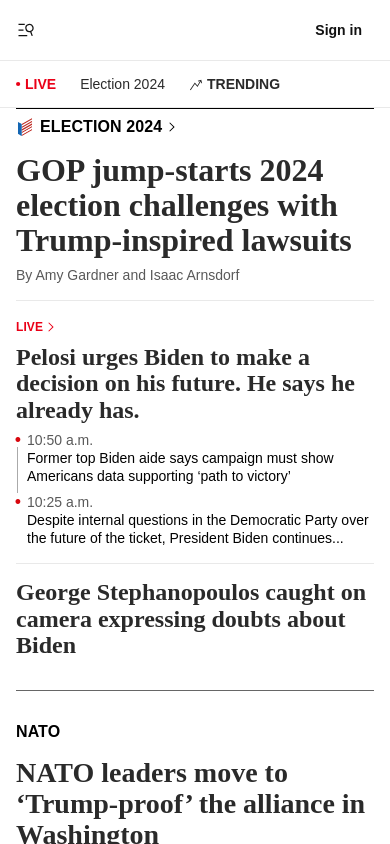 Sign in
LIVE Election 2024 TRENDING
ELECTION 2024
GOP jump-starts 2024
election challenges with
Trump-inspired lawsuits
By Amy Gardner and Isaac Arnsdorf
LIVE
Pelosi urges Biden to make a
decision on his future. He says he
already has.
10:50 a.m.
Former top Biden aide says campaign must show
Americans data supporting ‘path to victory’
10:25 a.m.
Despite internal questions in the Democratic Party over
the future of the ticket, President Biden continues...
George Stephanopoulos caught on
camera expressing doubts about
Biden
NATO
NATO leaders move to
‘Trump-proof’ the alliance in
Washington